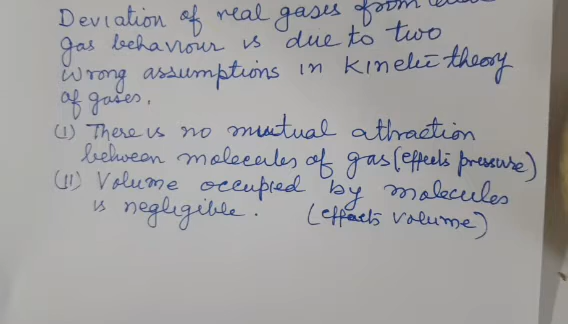 Deviation of real gases from
gas behaviour is due to two
wrong assumptions in Kinetic theory
of gases.
(I) There is no mutual attraction
between molecules of gas (effects pressure)
(II) Volume occupied by molecules
is negligible. (effects volume)